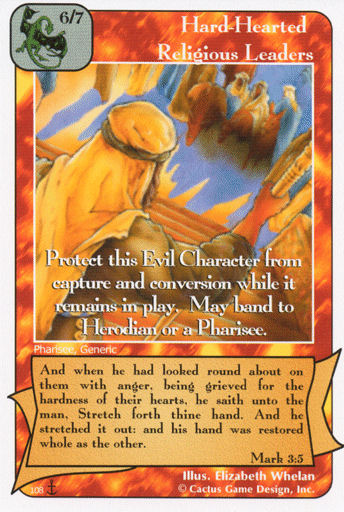 6/7
Hard-Hearted
Religious Leaders
Protect this Evil Character from
capture and conversion while it
remains in play. May band to
Herodian or a Pharisee.
Pharisee, Generic
And when he had looked round about on
them with anger, being grieved for the
hardness of their hearts, he saith unto the
man, Stretch forth thine hand. And he
stretched it out: and his hand was restored
whole as the other.
Mark 3:5
Illus. Elizabeth Whelan
108
© Cactus Game Design, Inc.